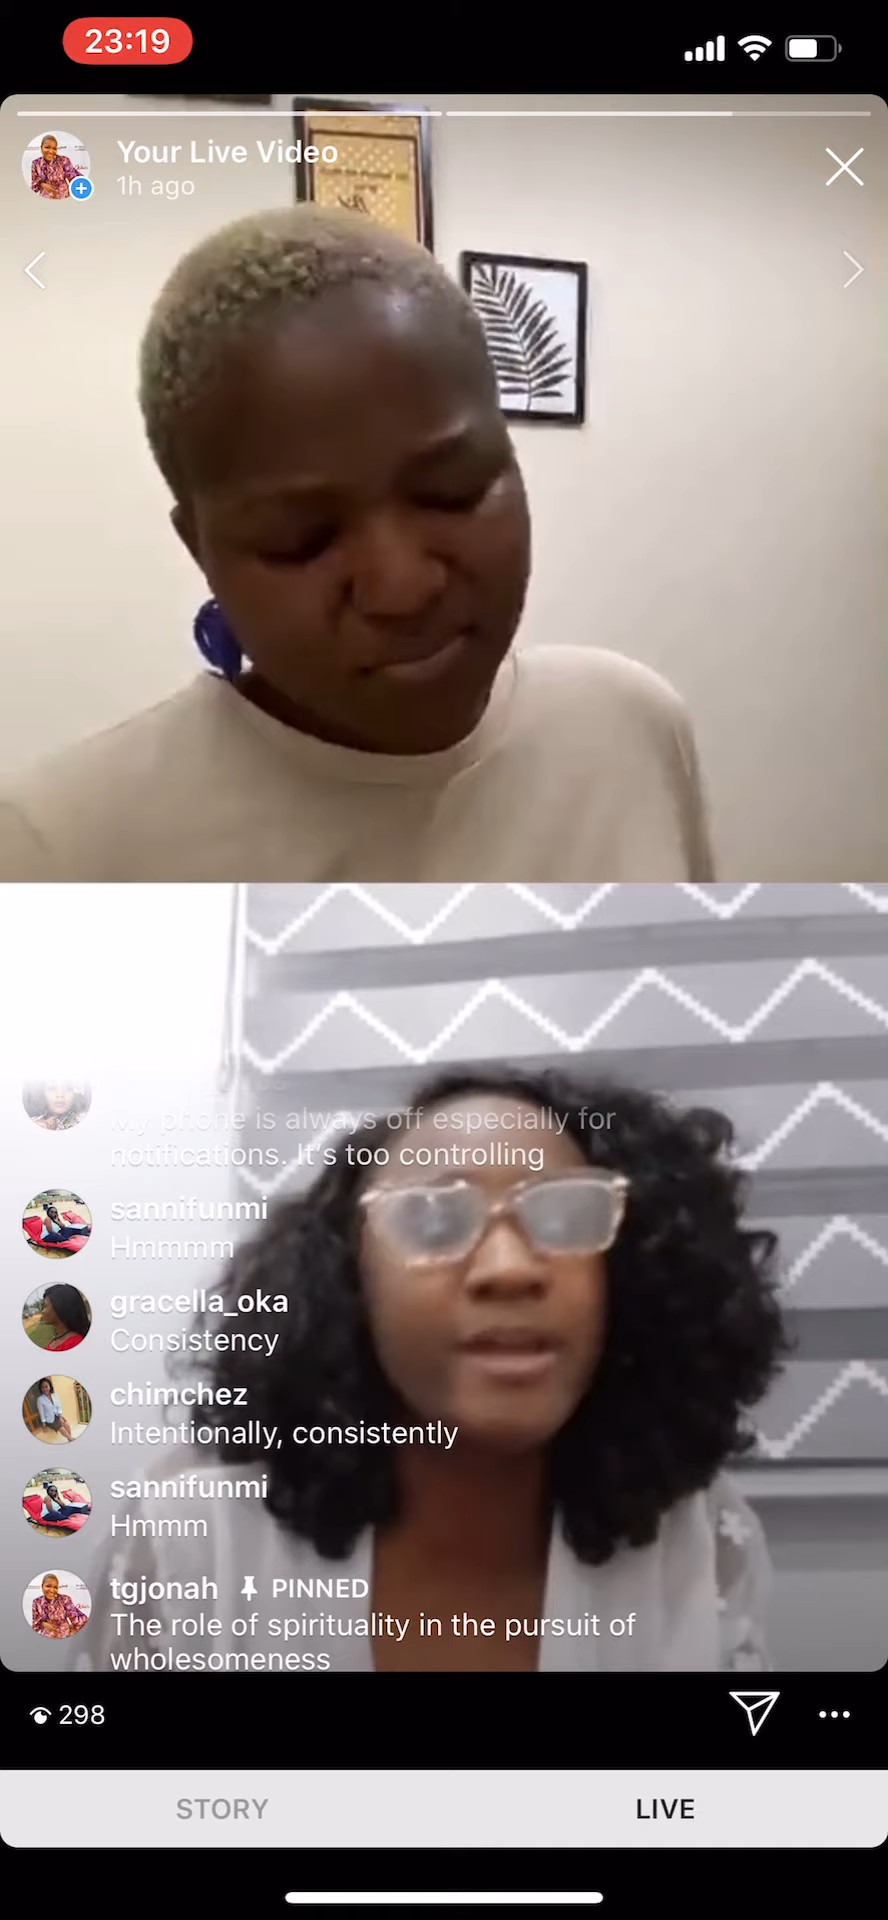 23:19
Your Live Video
1h ago
My phone is always off especially for
notifications. It's too controlling
sannifunmi
Hmmmm
gracella_oka
Consistency
chimchez
Intentionally, consistently
sannifunmi
Hmmm
tgjonah PINNED
The role of spirituality in the pursuit of
wholesomeness
298
STORY
LIVE